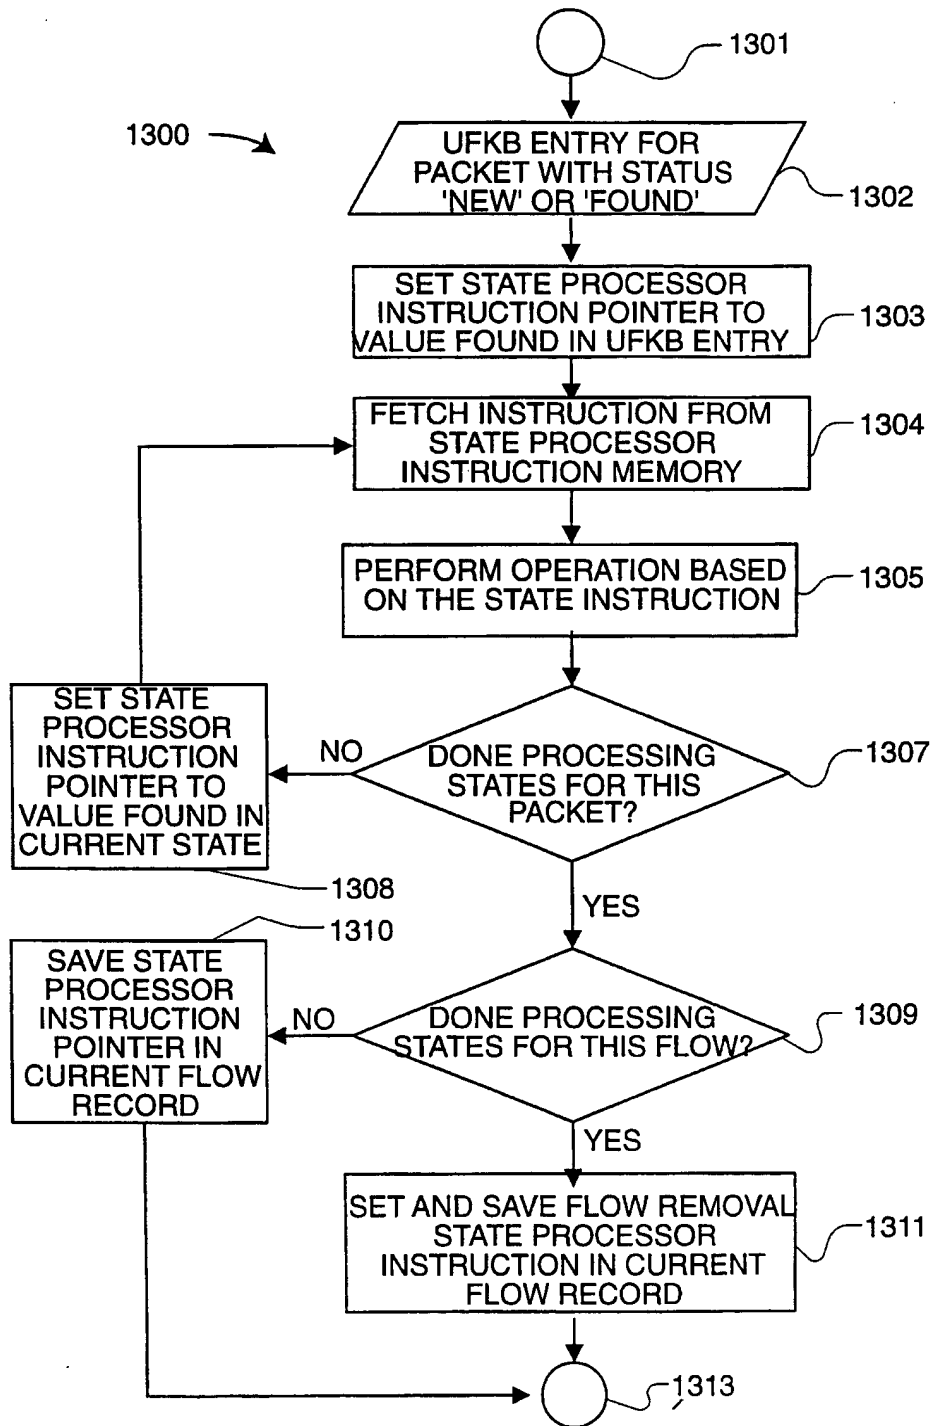 1301
1300
UFKB ENTRY FOR
PACKET WITH STATUS
'NEW' OR 'FOUND'
1302
SET STATE PROCESSOR
INSTRUCTION POINTER TO
VALUE FOUND IN UFKB ENTRY
1303
FETCH INSTRUCTION FROM
STATE PROCESSOR
INSTRUCTION MEMORY
1304
PERFORM OPERATION BASED
ON THE STATE INSTRUCTION
1305
SET STATE
PROCESSOR
INSTRUCTION
POINTER TO
VALUE FOUND IN
CURRENT STATE
1308
NO
DONE PROCESSING
STATES FOR THIS
PACKET?
1307
YES
1310
SAVE STATE
PROCESSOR
INSTRUCTION
POINTER IN
CURRENT FLOW
RECORD
NO
DONE PROCESSING
STATES FOR THIS FLOW?
1309
YES
SET AND SAVE FLOW REMOVAL
STATE PROCESSOR
INSTRUCTION IN CURRENT
FLOW RECORD
1311
1313